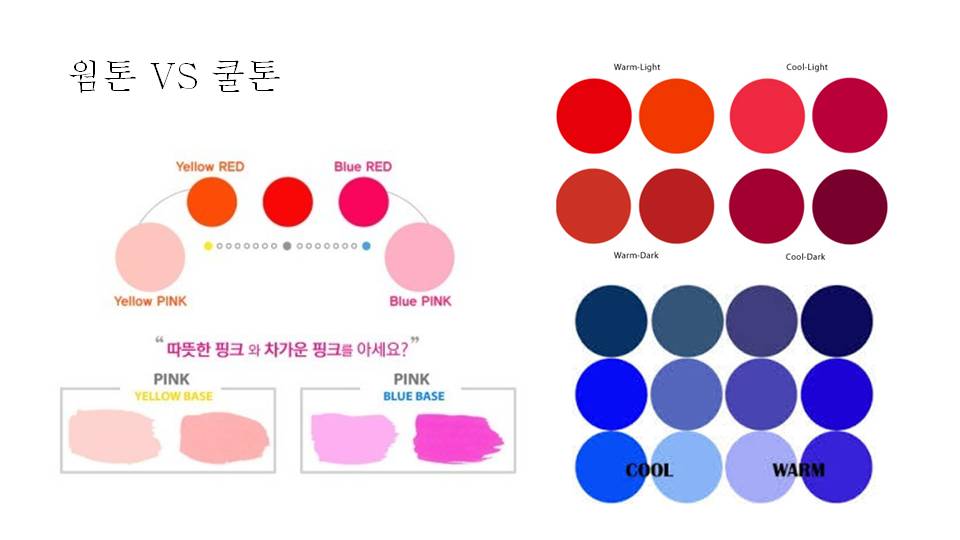 웜톤 VS 쿨톤
Yellow RED
Blue RED
Yellow PINK
Blue PINK
“따뜻한 핑크 와 차가운 핑크를 아세요?”
PINK
YELLOW BASE
PINK
BLUE BASE
Warm-Light
Cool-Light
Warm-Dark
Cool-Dark
COOL
WARM